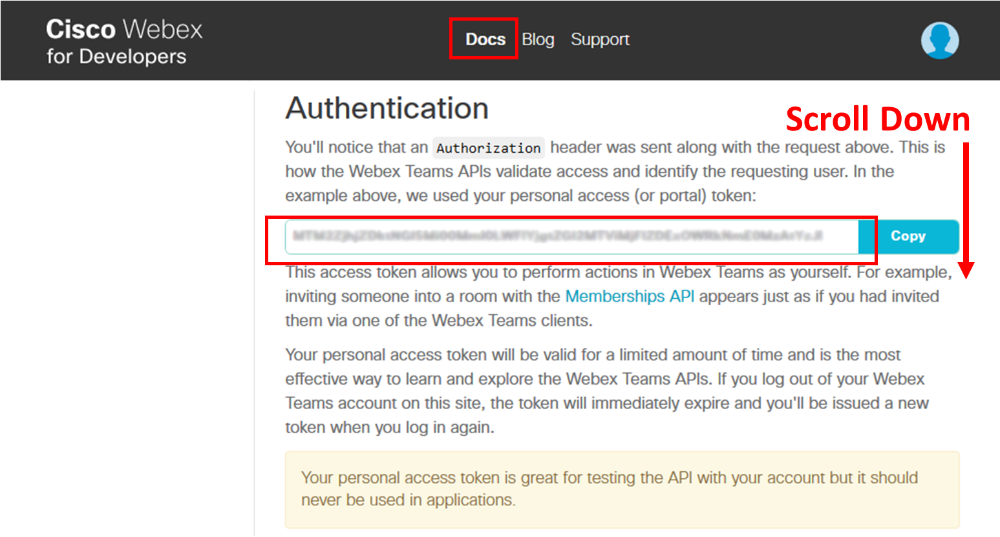 Cisco Webex
for Developers
Docs Blog Support
Authentication
Scroll Down
You'll notice that an Authorization header was sent along with the request above. This is
how the Webex Teams APIs validate access and identify the requesting user. In the
example above, we used your personal access (or portal) token:
Copy
This access token allows you to perform actions in Webex Teams as yourself. For example,
inviting someone into a room with the Memberships API appears just as if you had invited
them via one of the Webex Teams clients.
Your personal access token will be valid for a limited amount of time and is the most
effective way to learn and explore the Webex Teams APIs. If you log out of your Webex
Teams account on this site, the token will immediately expire and you'll be issued a new
token when you log in again.
Your personal access token is great for testing the API with your account but it should
never be used in applications.